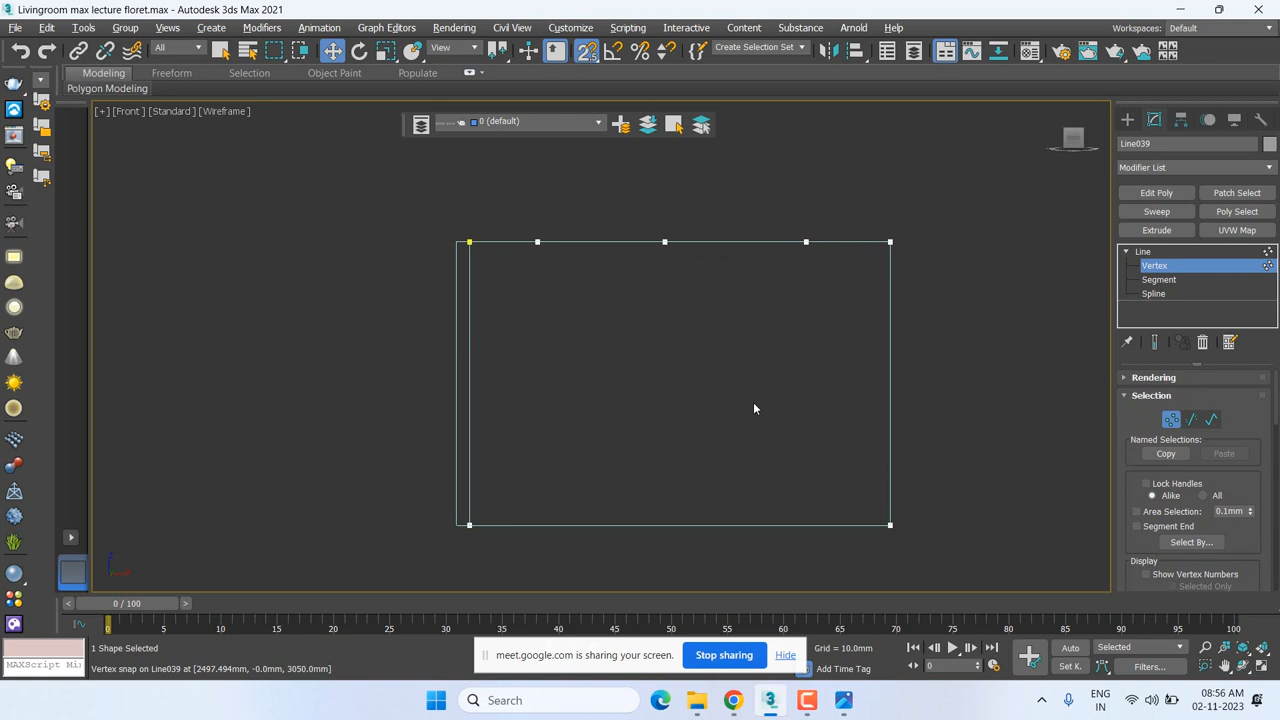 Livingroom max lecture floret.max - Autodesk 3ds Max 2021
File Edit Tools Group Views Create Modifiers Animation Graph Editors Rendering Civil View Customize Scripting Interactive Content Substance Arnold Help
Workspaces: Default
All
View
Create Selection Set
Modeling Freeform Selection Object Paint Populate
Polygon Modeling
[+] [Front ] [Standard ] [Wireframe ]
0 (default)
Line039
Modifier List
Edit Poly Patch Select
Sweep Poly Select
Extrude UVW Map
Line
Vertex
Segment
Spline
Rendering
Selection
Named Selections:
Copy Paste
Lock Handles
Alike All
Area Selection: 0.1mm
Segment End
Select By...
Display
Show Vertex Numbers
Selected Only
< 0 / 100 >
0 5 10 15 20 25 30 35 40 45 50 55 60 65 70 75 80 85 90 95 100
1 Shape Selected
Vertex snap on Line039 at [2497.494mm, -0.0mm, 3050.0mm]
MAXScript Mi
meet.google.com is sharing your screen. Stop sharing Hide
Grid = 10.0mm
Add Time Tag
0
Auto Selected
Set K. Filters...
Search
ENG
IN
08:56 AM
02-11-2023